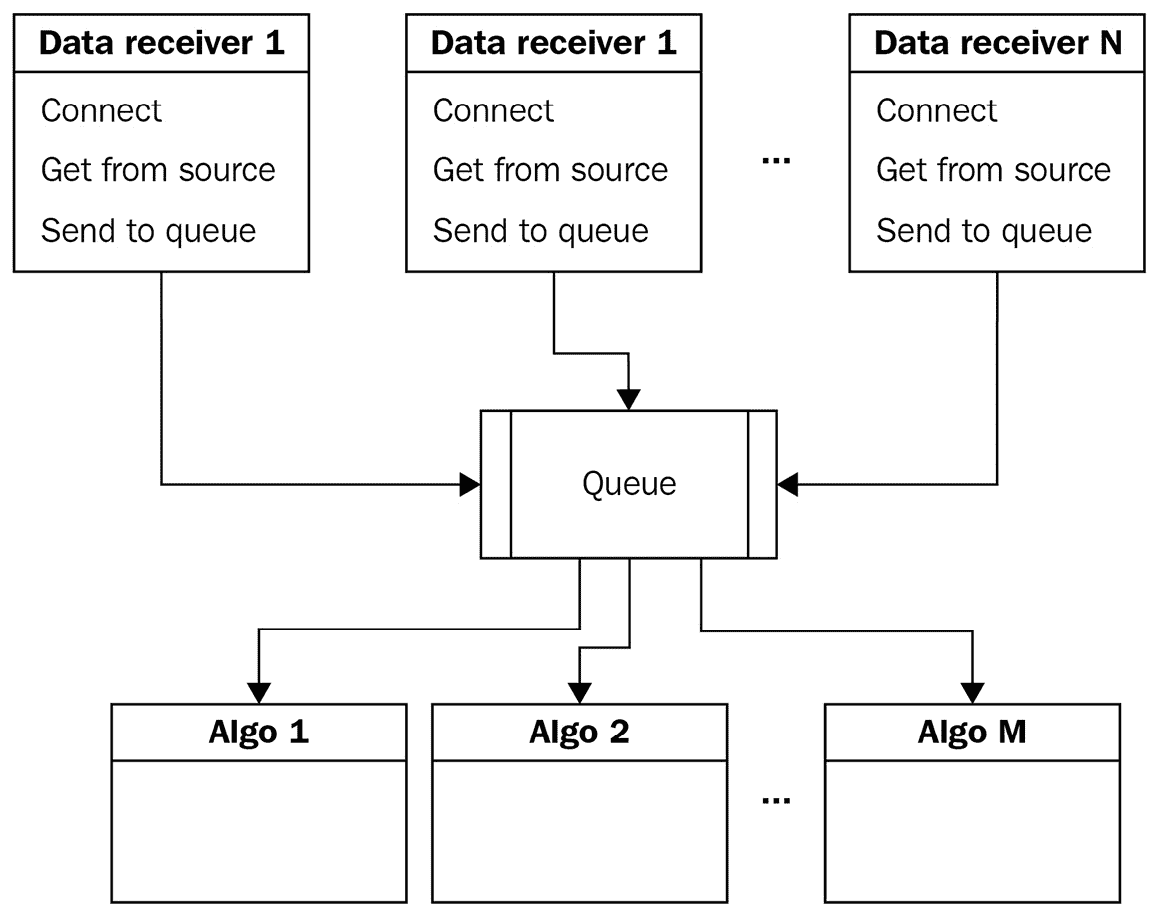 Data receiver 1
Connect
Get from source
Send to queue
Data receiver 1
Connect
Get from source
Send to queue
...
Data receiver N
Connect
Get from source
Send to queue
Queue
Algo 1
Algo 2
...
Algo M